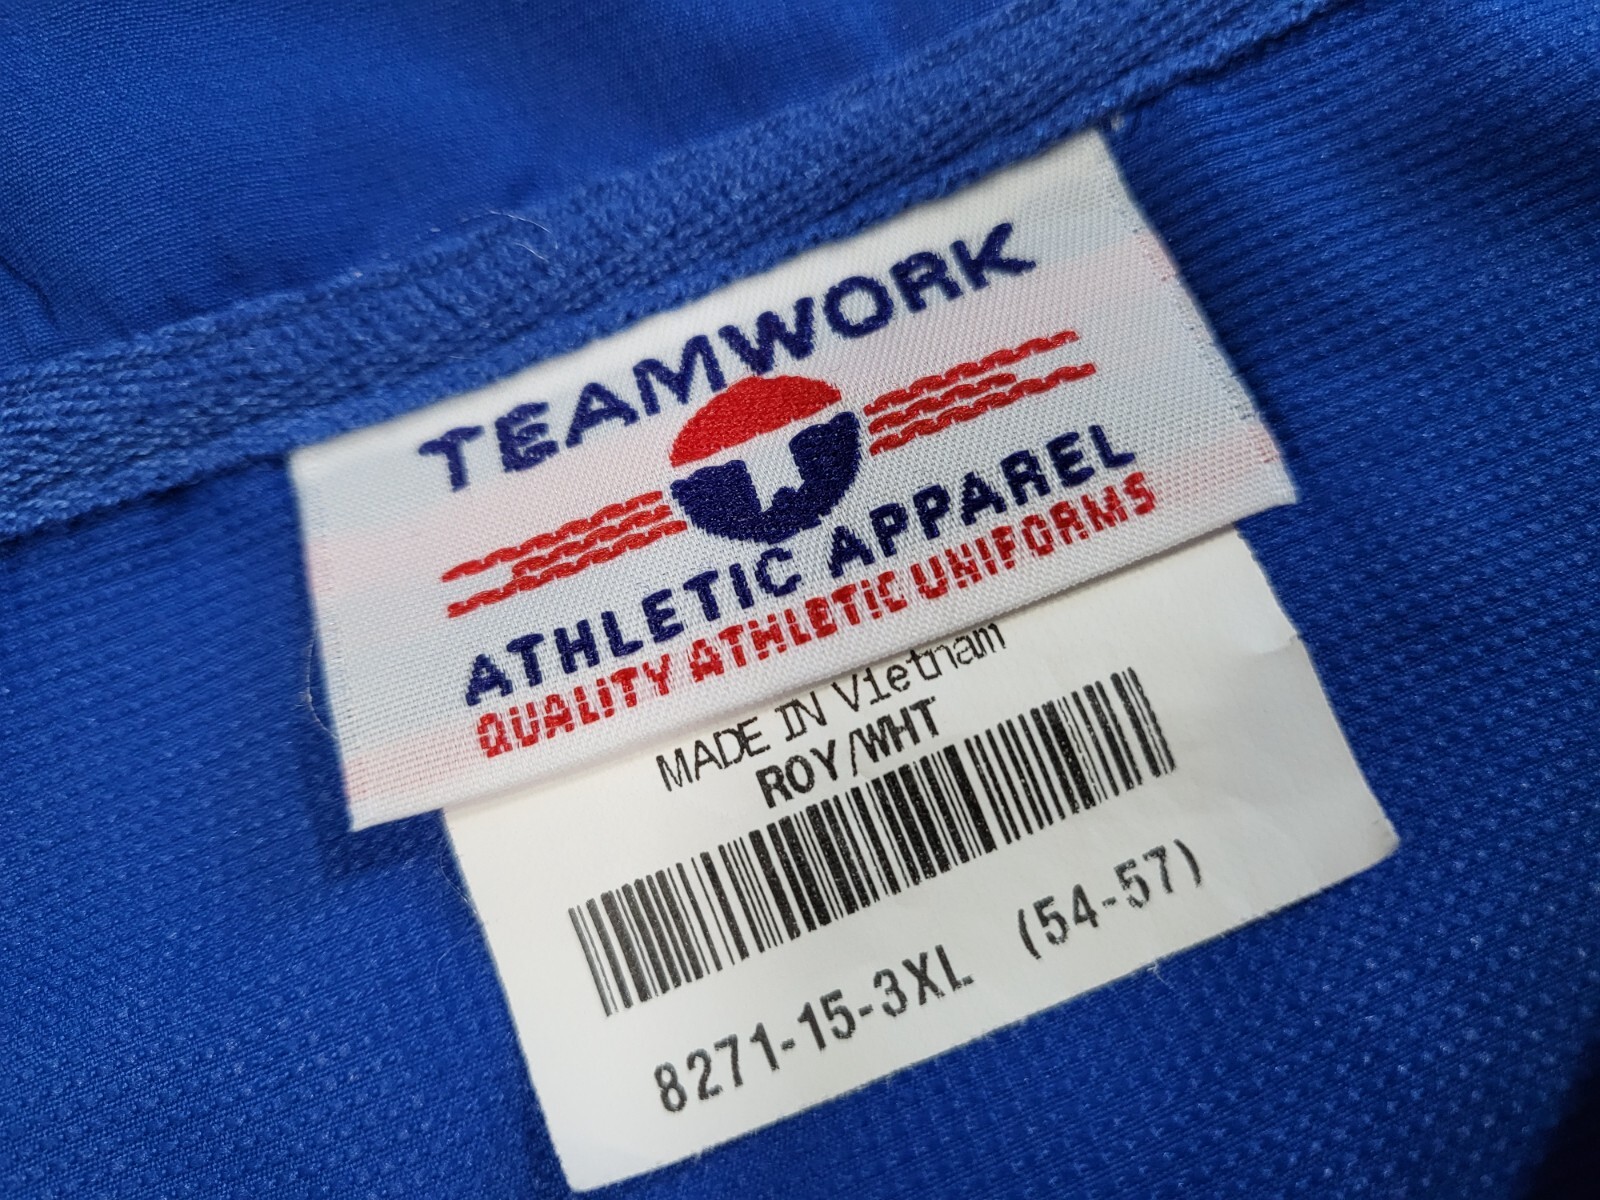 TEAMWORK
ATHLETIC APPAREL
QUALITY ATHLETIC UNIFORMS
MADE IN Vietnam
ROY/WHT
8271-15-3XL (54-57)